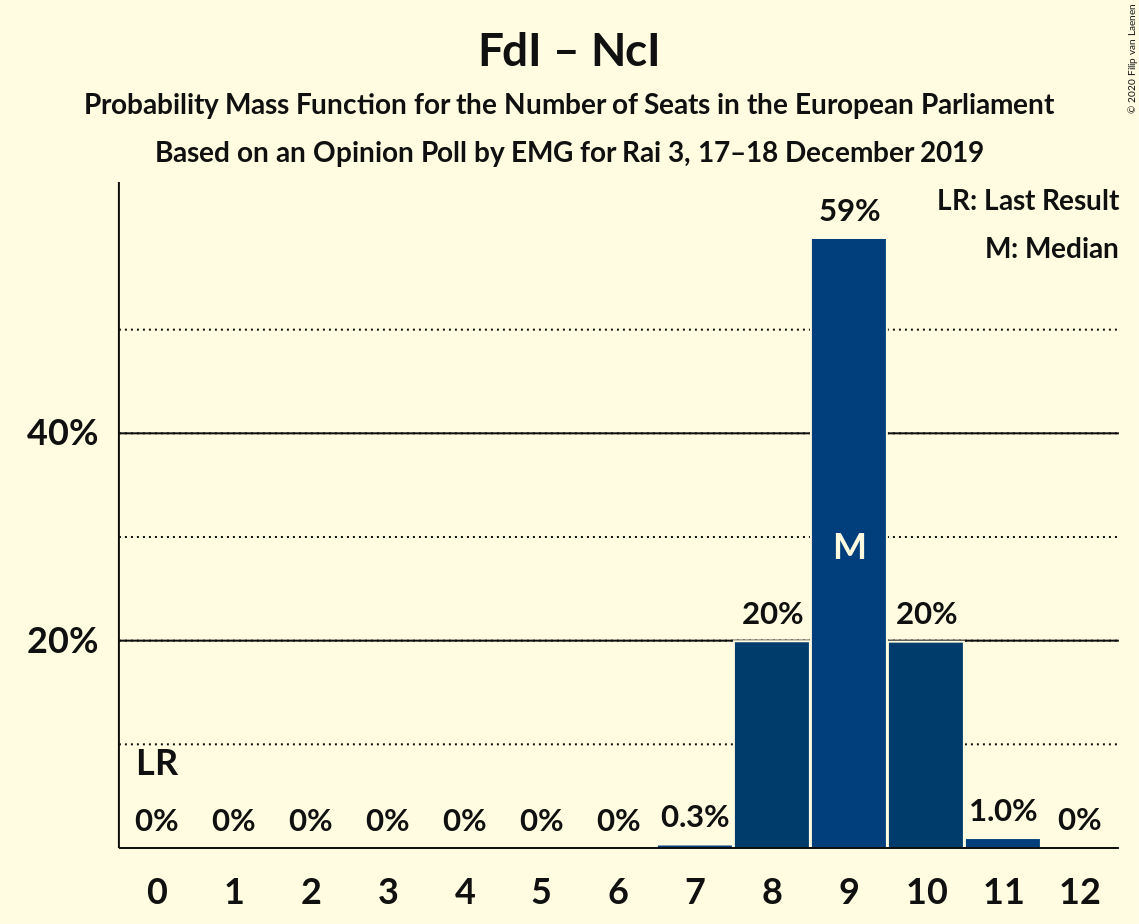 FdI – NcI
Probability Mass Function for the Number of Seats in the European Parliament
Based on an Opinion Poll by EMG for Rai 3, 17–18 December 2019
© 2020 Filip van Laenen
LR: Last Result
M: Median
59%
40%
M
20% 20%
20%
LR
0% 0% 0% 0% 0% 0% 0% 0.3% 1.0% 0%
0 1 2 3 4 5 6 7 8 9 10 11 12